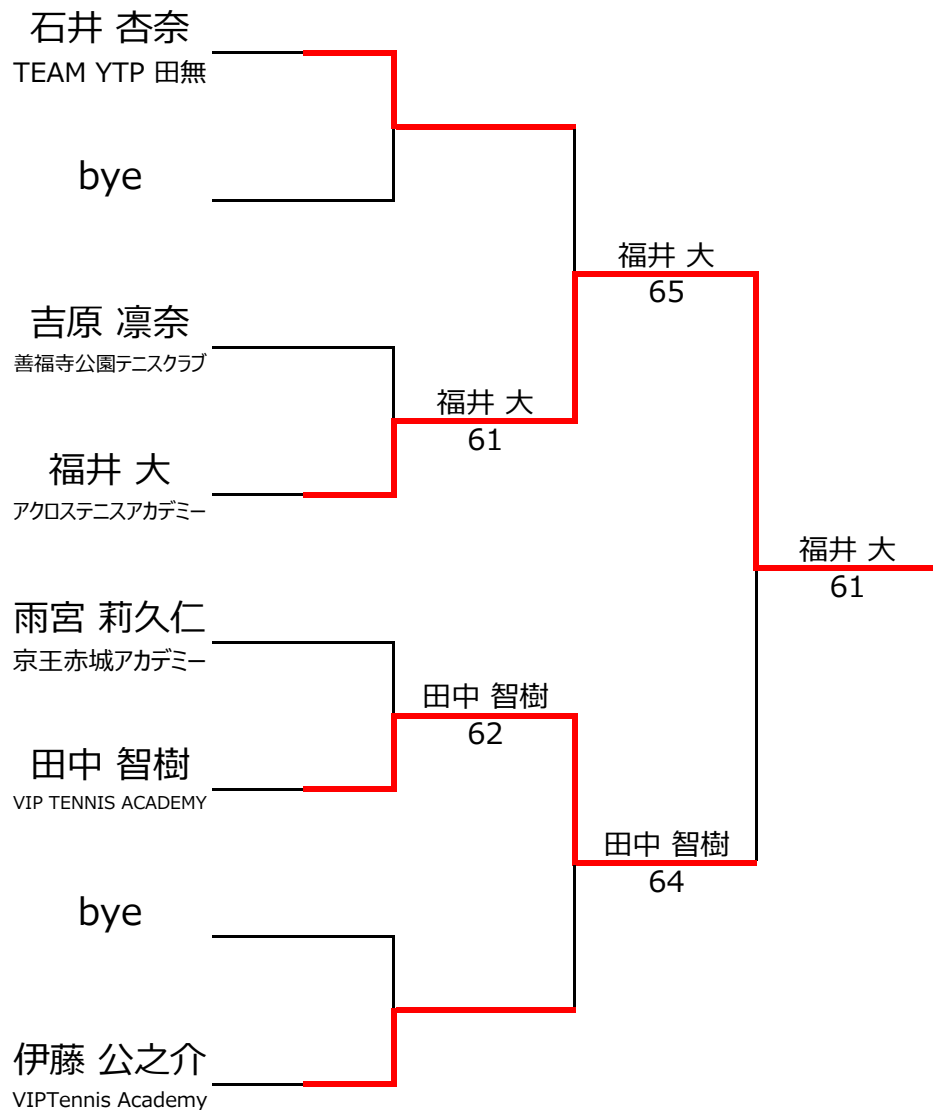 石井 杏奈
TEAM YTP 田無
bye
福井 大
65
吉原 凛奈
善福寺公園テニスクラブ
福井 大
61
福井 大
アクロステニスアカデミー
福井 大
61
雨宮 莉久仁
京王赤城アカデミー
田中 智樹
62
田中 智樹
VIP TENNIS ACADEMY
田中 智樹
64
bye
伊藤 公之介
VIPTennis Academy